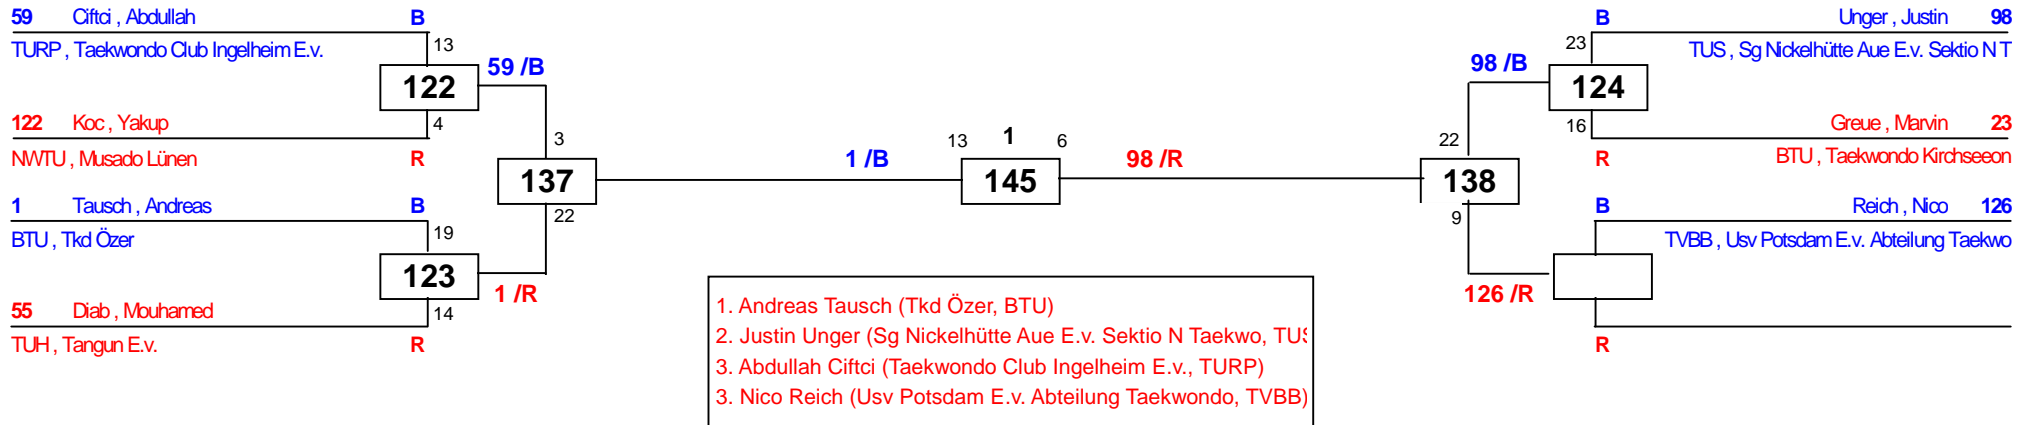 59 Ciftci , Abdullah B
TURP , Taekwondo Club Ingelheim E.v.
13
122
59 /B
4
122 Koc , Yakup
NWTU , Musado Lünen R
3
137
22
1 Tausch , Andreas B
BTU , Tkd Özer
19
123
1 /R
14
55 Diab , Mouhamed
TUH , Tangun E.v. R
1 /B
13 1 6
145
98 /R
B Unger , Justin 98
TUS , Sg Nickelhütte Aue E.v. Sektio N T
23
98 /B
124
16
Greue , Marvin 23
R BTU , Taekwondo Kirchseeon
22
138
9
B Reich , Nico 126
TVBB , Usv Potsdam E.v. Abteilung Taekwo
126 /R
R
1. Andreas Tausch (Tkd Özer, BTU)
2. Justin Unger (Sg Nickelhütte Aue E.v. Sektio N Taekwo, TUS
3. Abdullah Ciftci (Taekwondo Club Ingelheim E.v., TURP)
3. Nico Reich (Usv Potsdam E.v. Abteilung Taekwondo, TVBB)